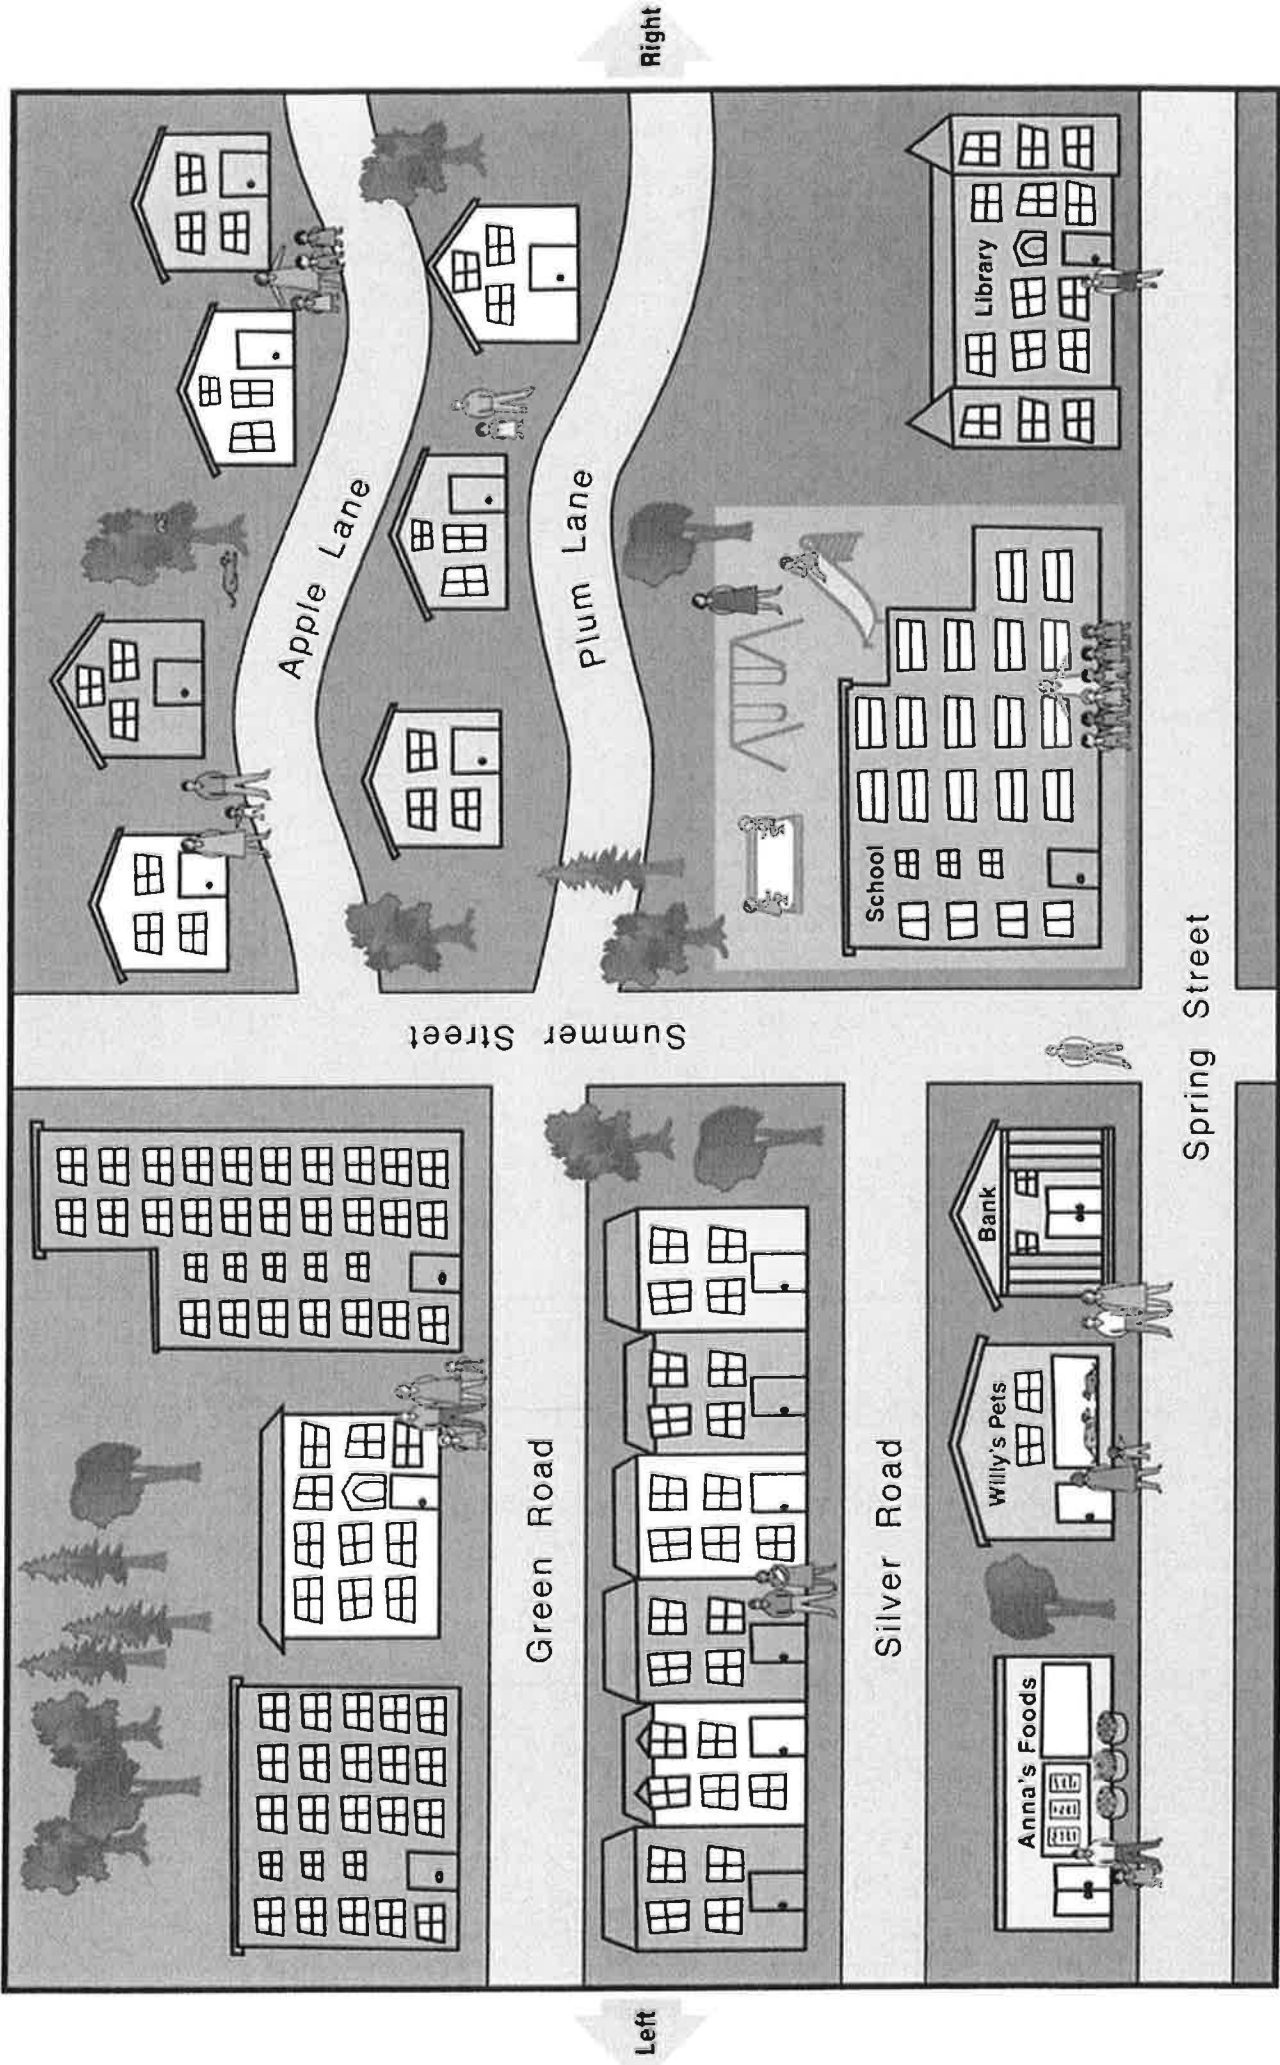 Left
Right
Apple Lane
Plum Lane
Summer Street
Green Road
Silver Road
School
Library
Anna's Foods
Willy's Pets
Bank
Spring Street